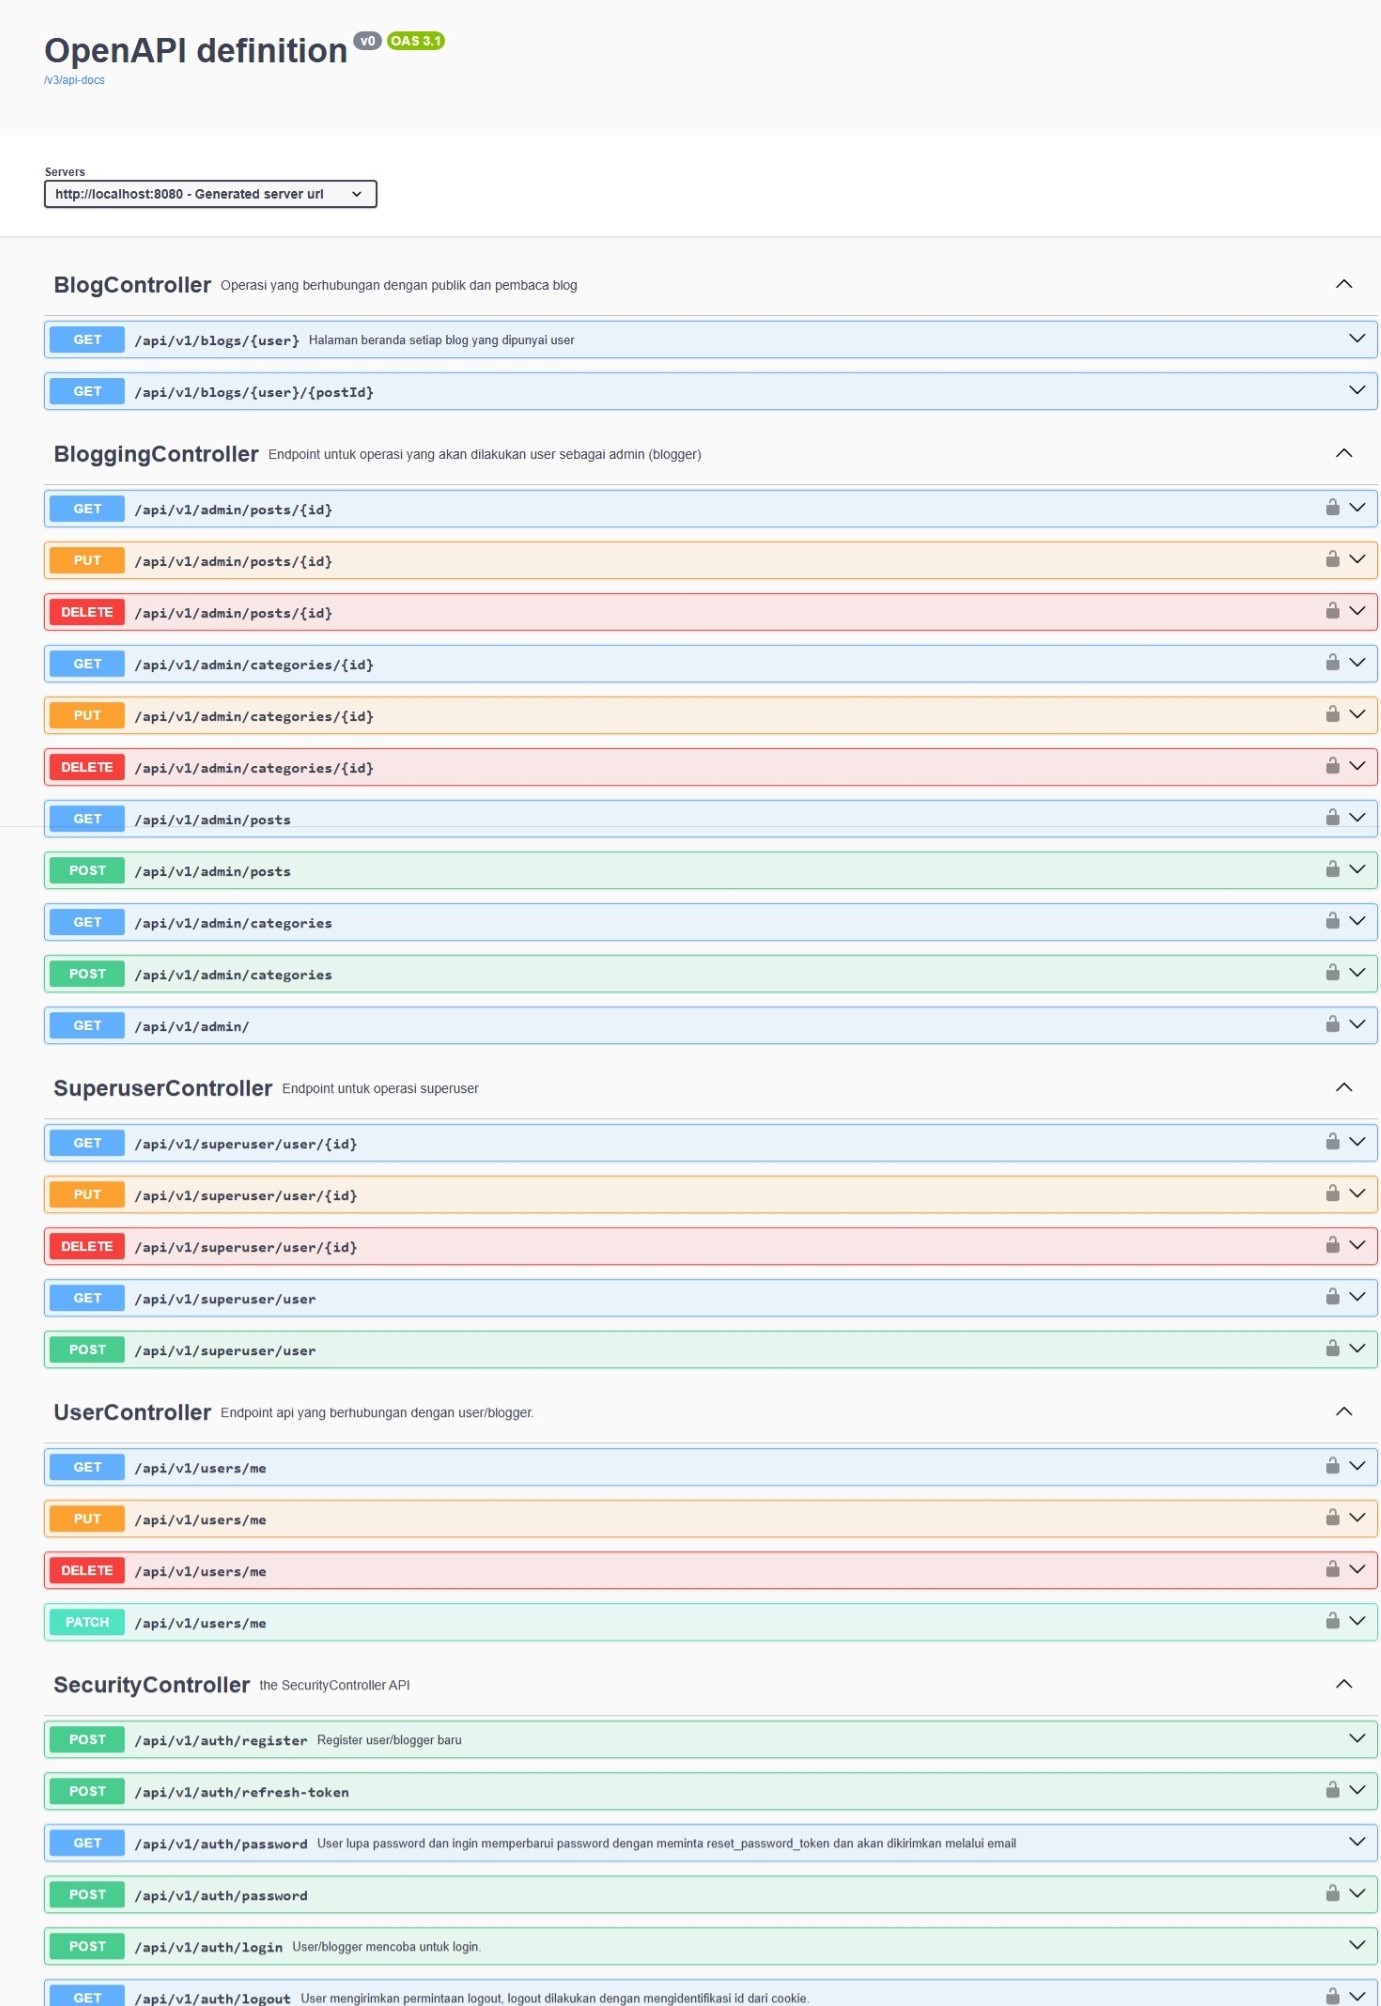 OpenAPI definition v0 OAS 3.1
/v3/api-docs
Servers
http://localhost:8080 - Generated server url
BlogController Operasi yang berhubungan dengan publik dan pembaca blog
GET /api/v1/blogs/{user} Halaman beranda setiap blog yang dipunyai user
GET /api/v1/blogs/{user}/{postId}
BloggingController Endpoint untuk operasi yang akan dilakukan user sebagai admin (blogger)
GET /api/v1/admin/posts/{id}
PUT /api/v1/admin/posts/{id}
DELETE /api/v1/admin/posts/{id}
GET /api/v1/admin/categories/{id}
PUT /api/v1/admin/categories/{id}
DELETE /api/v1/admin/categories/{id}
GET /api/v1/admin/posts
POST /api/v1/admin/posts
GET /api/v1/admin/categories
POST /api/v1/admin/categories
GET /api/v1/admin/
SuperuserController Endpoint untuk operasi superuser
GET /api/v1/superuser/user/{id}
PUT /api/v1/superuser/user/{id}
DELETE /api/v1/superuser/user/{id}
GET /api/v1/superuser/user
POST /api/v1/superuser/user
UserController Endpoint api yang berhubungan dengan user/blogger.
GET /api/v1/users/me
PUT /api/v1/users/me
DELETE /api/v1/users/me
PATCH /api/v1/users/me
SecurityController the SecurityController API
POST /api/v1/auth/register Register user/blogger baru
POST /api/v1/auth/refresh-token
GET /api/v1/auth/password User lupa password dan ingin memperbarui password dengan meminta reset_password_token dan akan dikirimkan melalui email
POST /api/v1/auth/password
POST /api/v1/auth/login User/blogger mencoba untuk login.
GET /api/v1/auth/logout User mengirimkan permintaan logout, logout dilakukan dengan mengidentifikasi id dari cookie.